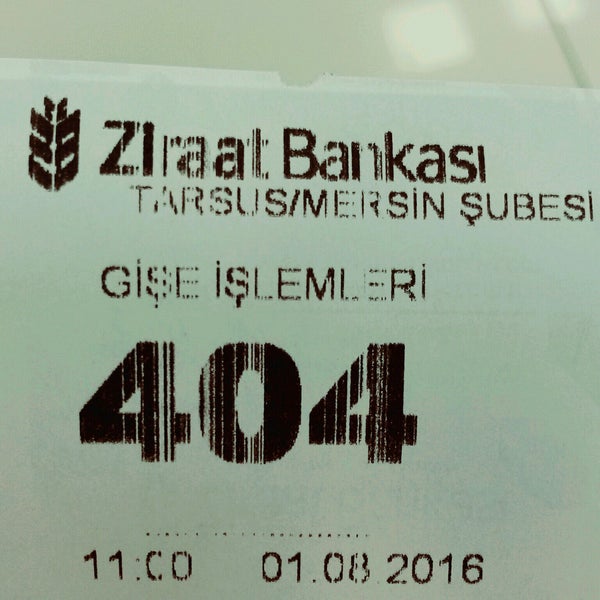 Ziraat Bankası
TARSUS/MERSİN ŞUBESİ
GİŞE İŞLEMLERİ
404
11:00 01.08.2016